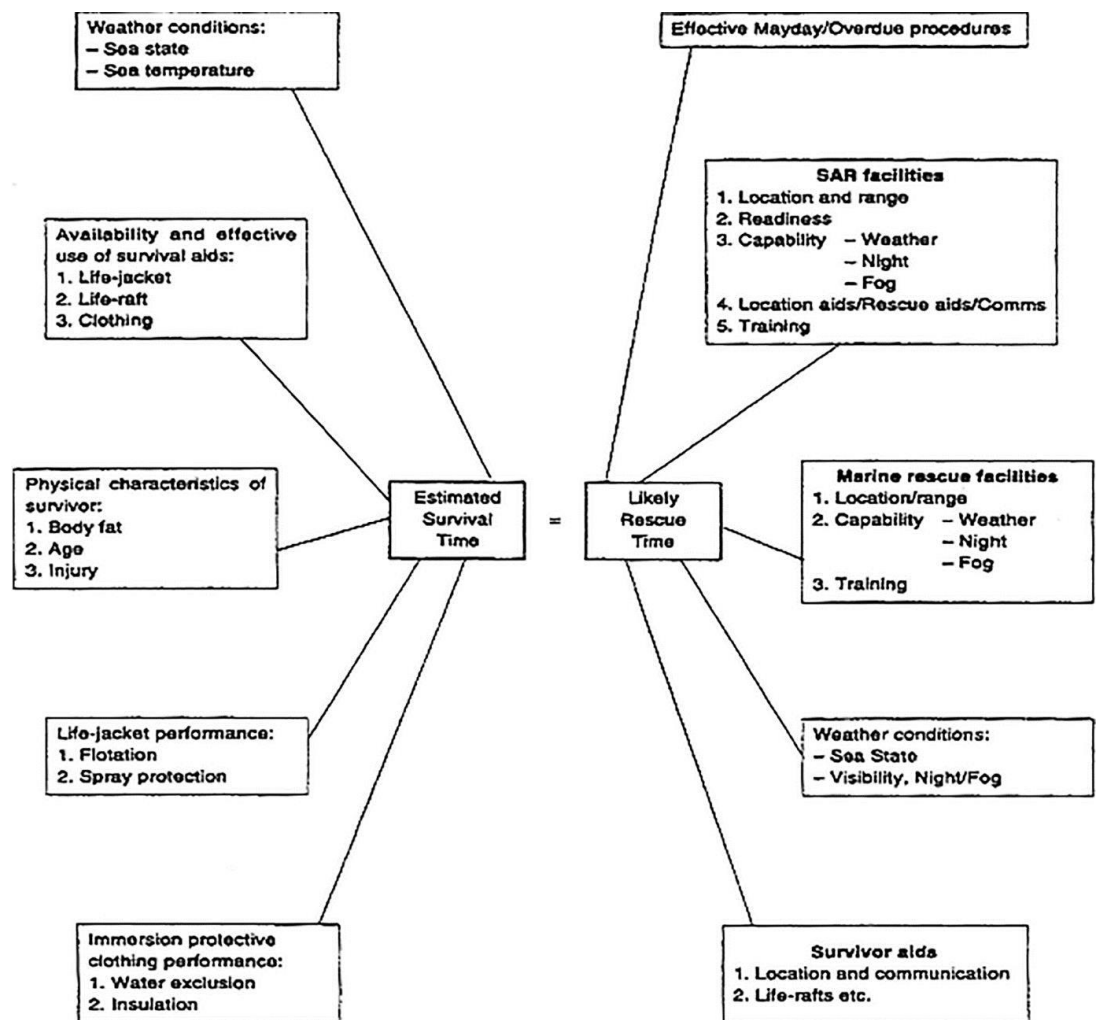 Weather conditions:
– Sea state
– Sea temperature
Availability and effective
use of survival aids:
1. Life-jacket
2. Life-raft
3. Clothing
Physical characteristics of
survivor:
1. Body fat
2. Age
3. Injury
Life-jacket performance:
1. Flotation
2. Spray protection
Immersion protective
clothing performance:
1. Water exclusion
2. Insulation
Estimated
Survival
Time
=
Likely
Rescue
Time
Effective Mayday/Overdue procedures
SAR facilities
1. Location and range
2. Readiness
3. Capability – Weather
– Night
– Fog
4. Location aids/Rescue aids/Comms
5. Training
Marine rescue facilities
1. Location/range
2. Capability – Weather
– Night
– Fog
3. Training
Weather conditions:
– Sea State
– Visibility, Night/Fog
Survivor aids
1. Location and communication
2. Life-rafts etc.